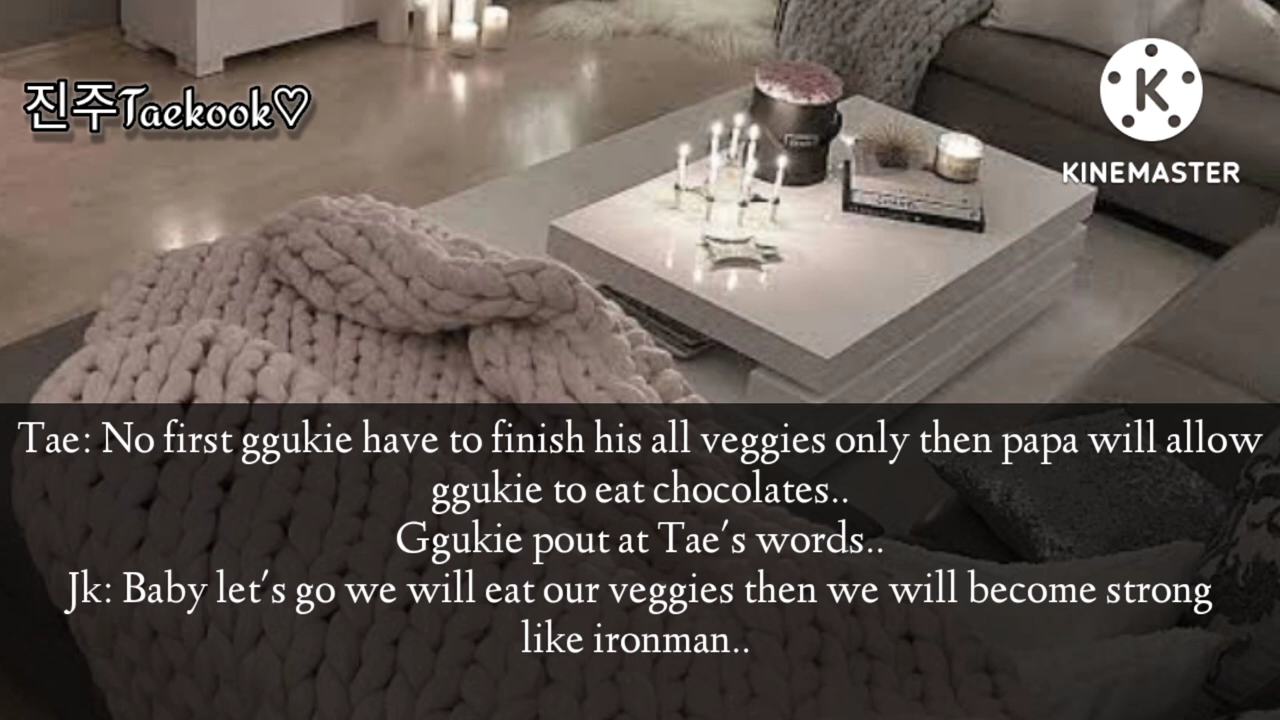 진주Taekook♡
K
KINEMASTER
Tae: No first ggukie have to finish his all veggies only then papa will allow
ggukie to eat chocolates..
Ggukie pout at Tae's words..
Jk: Baby let's go we will eat our veggies then we will become strong
like ironman..